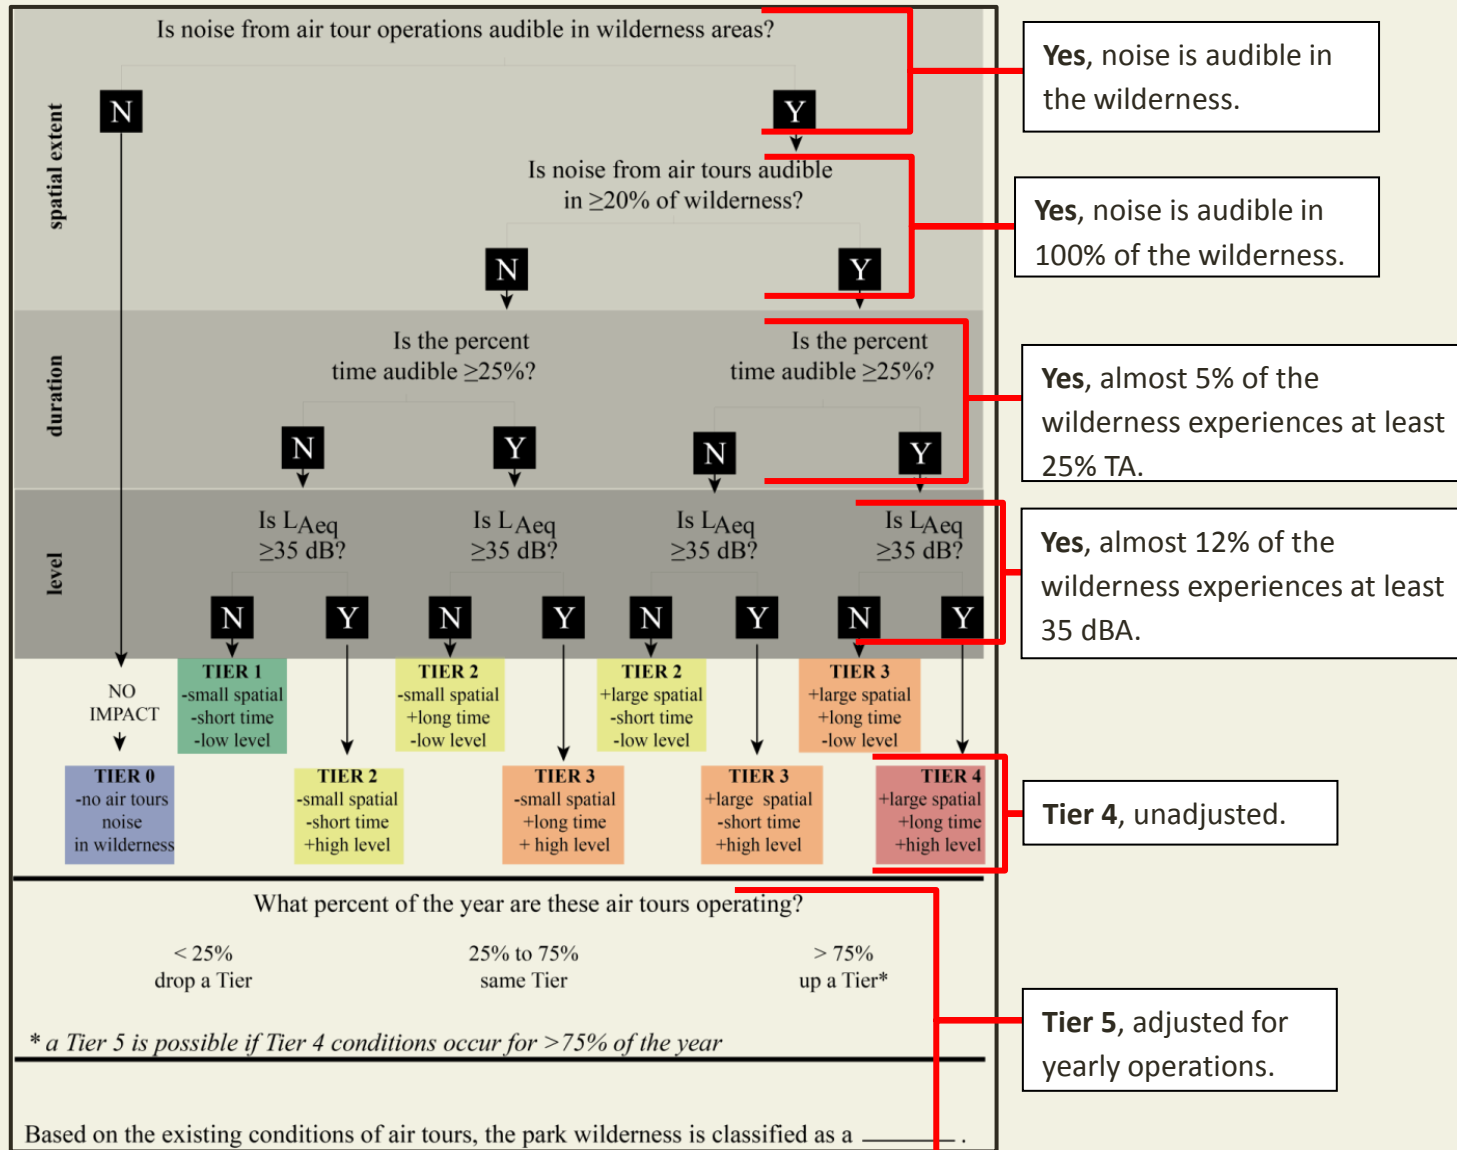 Is noise from air tour operations audible in wilderness areas?
N
Y
spatial extent
Is noise from air tours audible
in ≥20% of wilderness?
N
Y
duration
Is the percent
time audible ≥25%?
Is the percent
time audible ≥25%?
N
Y
N
Y
level
Is LAeq
≥35 dB?
Is LAeq
≥35 dB?
Is LAeq
≥35 dB?
Is LAeq
≥35 dB?
N
Y
N
Y
N
Y
N
Y
NO
IMPACT
TIER 1
-small spatial
-short time
-low level
TIER 2
-small spatial
+long time
-low level
TIER 2
+large spatial
-short time
-low level
TIER 3
+large spatial
+long time
-low level
TIER 0
-no air tours
noise
in wilderness
TIER 2
-small spatial
-short time
+high level
TIER 3
-small spatial
+long time
+ high level
TIER 3
+large spatial
-short time
+high level
TIER 4
+large spatial
+long time
+high level
What percent of the year are these air tours operating?
< 25%
drop a Tier
25% to 75%
same Tier
> 75%
up a Tier*
* a Tier 5 is possible if Tier 4 conditions occur for >75% of the year
Based on the existing conditions of air tours, the park wilderness is classified as a ________ .
Yes, noise is audible in
the wilderness.
Yes, noise is audible in
100% of the wilderness.
Yes, almost 5% of the
wilderness experiences at least
25% TA.
Yes, almost 12% of the
wilderness experiences at least
35 dBA.
Tier 4, unadjusted.
Tier 5, adjusted for
yearly operations.